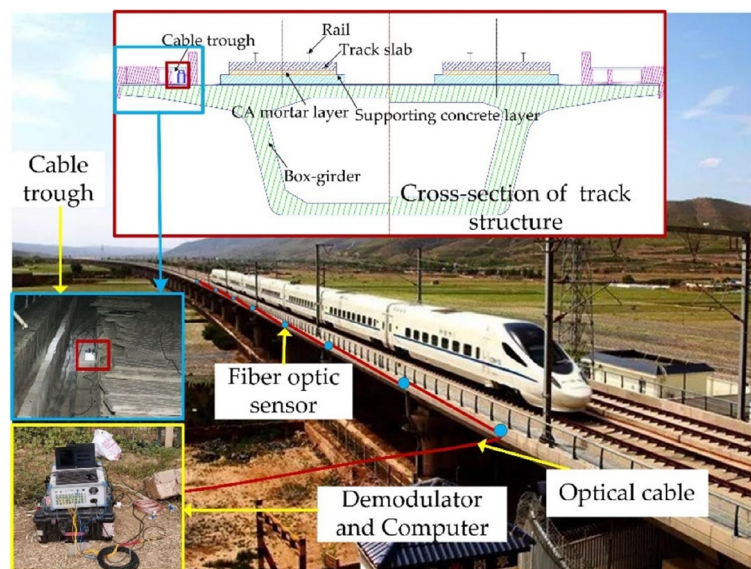 Rail
Cable trough
Track slab
CA mortar layer
Supporting concrete layer
Box-girder
Cross-section of track
structure
Cable
trough
Fiber optic
sensor
Optical cable
Demodulator
and Computer